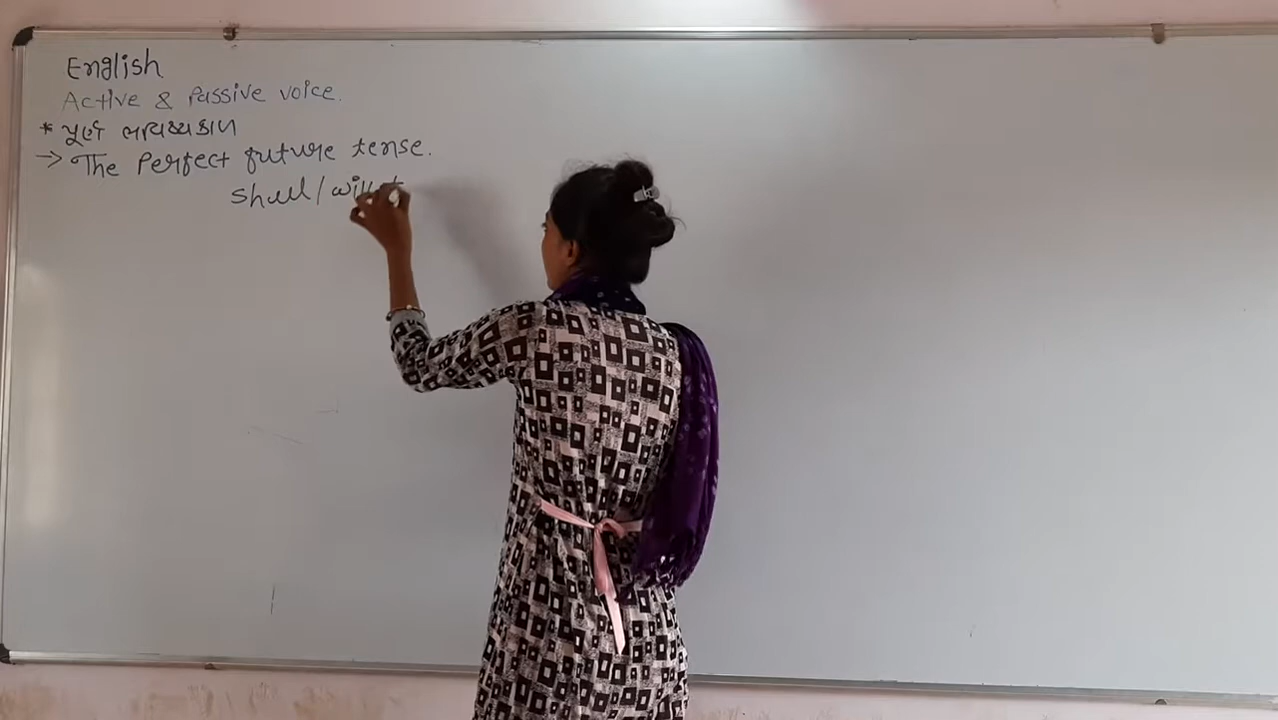 English
Active & Passive voice.
* પૂર્ણ ભવિષ્યકાળ
→ The Perfect future tense.
Shall / will +